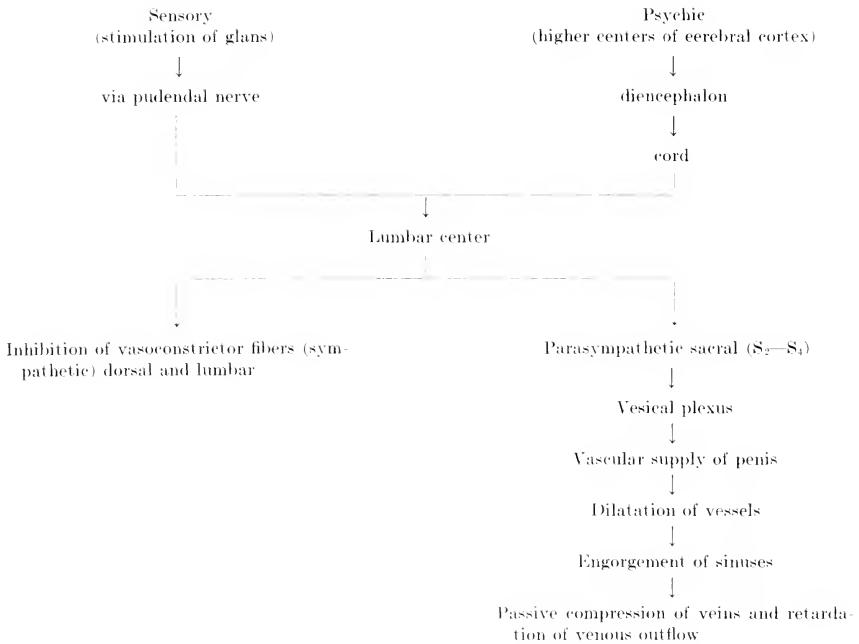 Sensory
(stimulation of glans)
via pudendal nerve
Psychic
(higher centers of cerebral cortex)
diencephalon
cord
Lumbar center
Inhibition of vasoconstrictor fibers (sym-
pathetic) dorsal and lumbar
Parasympathetic sacral (S₂—S₄)
Vesical plexus
Vascular supply of penis
Dilatation of vessels
Engorgement of sinuses
Passive compression of veins and retarda-
tion of venous outflow